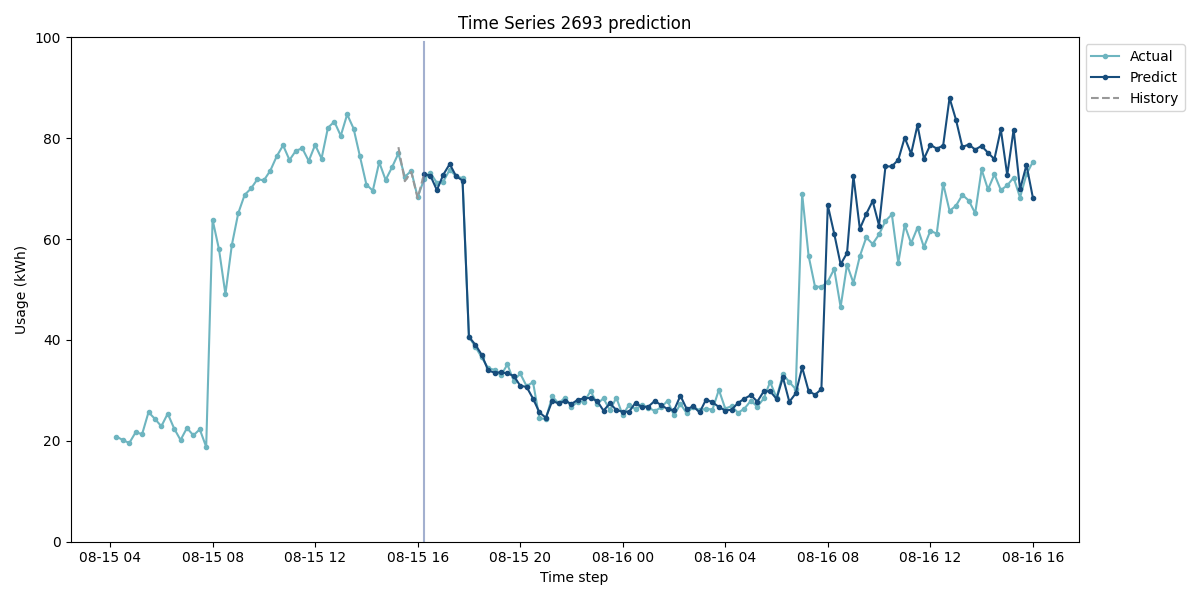 Time Series 2693 prediction
Actual
Predict
History
Usage (kWh)
100
80
60
40
20
0
08-15 04
08-15 08
08-15 12
08-15 16
08-15 20
08-16 00
08-16 04
08-16 08
08-16 12
08-16 16
Time step